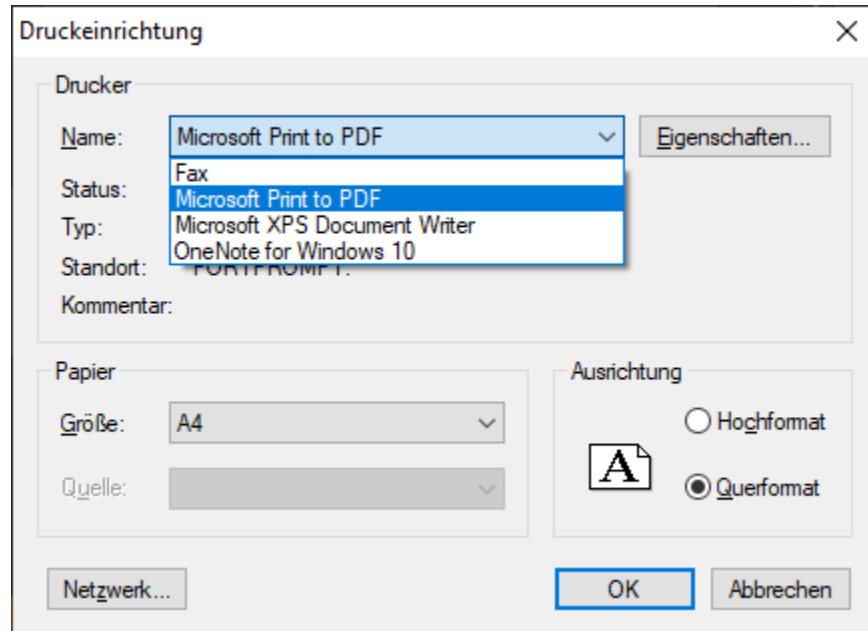 Druckeinrichtung
Drucker
Name:
Microsoft Print to PDF
Eigenschaften...
Fax
Status:
Microsoft Print to PDF
Typ:
Microsoft XPS Document Writer
OneNote for Windows 10
Standort:
PORTPROMPT:
Kommentar:
Papier
Größe:
A4
Quelle:
Ausrichtung
A
Hochformat
Querformat
Netzwerk...
OK
Abbrechen